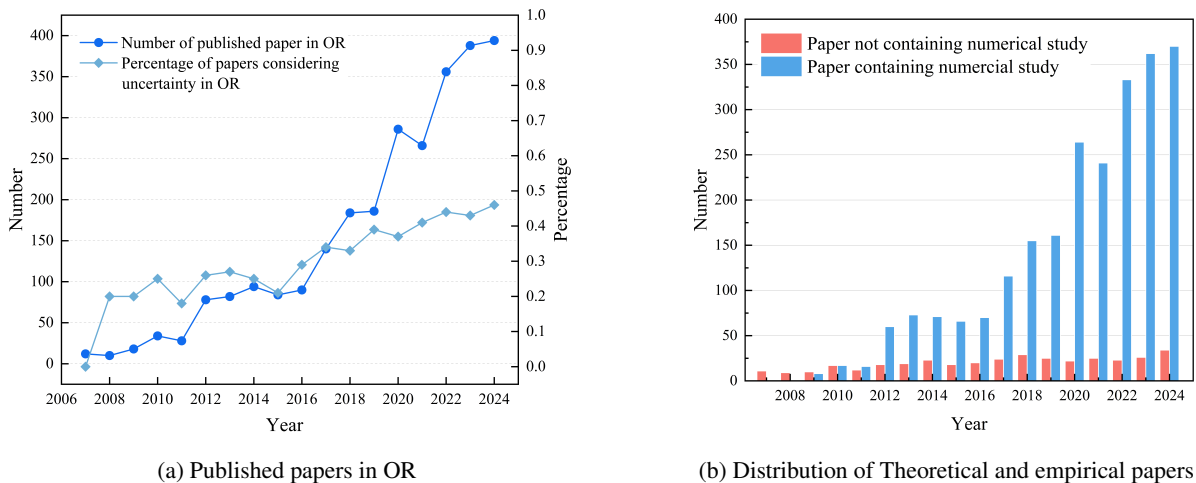 Number of published paper in OR
Percentage of papers considering
uncertainty in OR
Number
400
350
300
250
200
150
100
50
0
1.0
0.9
0.8
0.7
0.6
0.5
0.4
0.3
0.2
0.1
0.0
Percentage
2006 2008 2010 2012 2014 2016 2018 2020 2022 2024
Year
(a) Published papers in OR
Paper not containing numerical study
Paper containing numercial study
Number
400
350
300
250
200
150
100
50
0
2008 2010 2012 2014 2016 2018 2020 2022 2024
Year
(b) Distribution of Theoretical and empirical papers